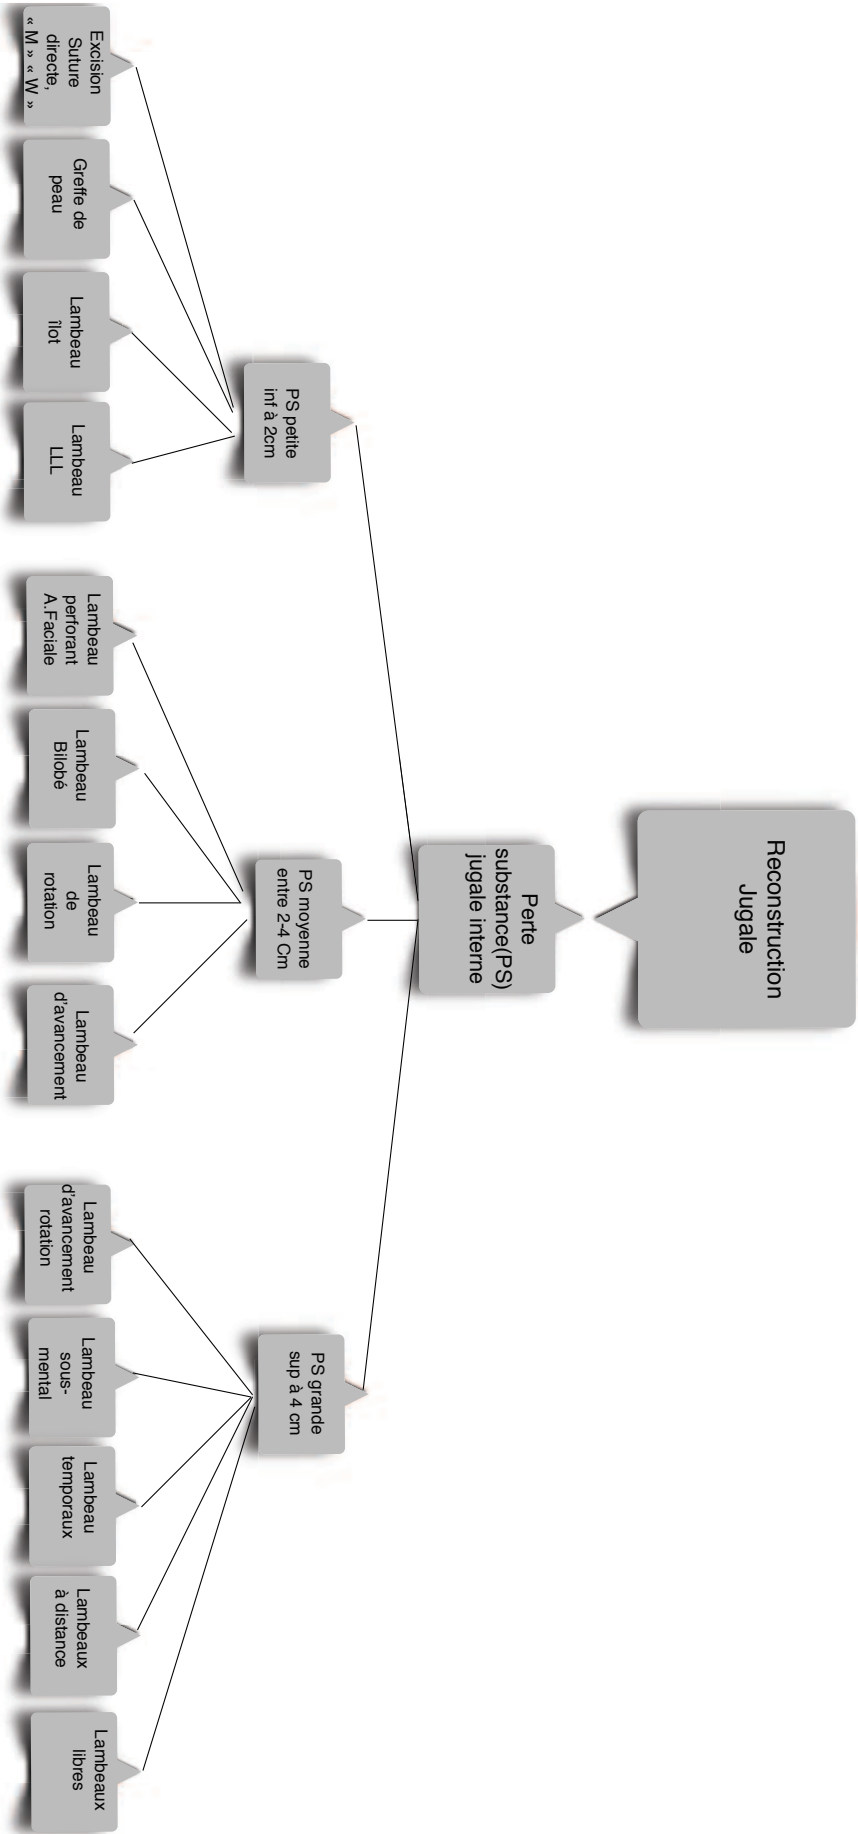 Reconstruction
Jugale
Perte
substance(PS)
jugale interne
PS petite
inf à 2cm
PS moyenne
entre 2-4 Cm
PS grande
sup à 4 cm
Excision
Suture
directe,
« M » « W »
Greffe de
peau
Lambeau
îlot
Lambeau
LLL
Lambeau
perforant
A.Faciale
Lambeau
Bilobé
Lambeau
de
rotation
Lambeau
d'avancement
Lambeau
d'avancement
rotation
Lambeau
sous-
mental
Lambeau
temporaux
Lambeaux
à distance
Lambeaux
libres